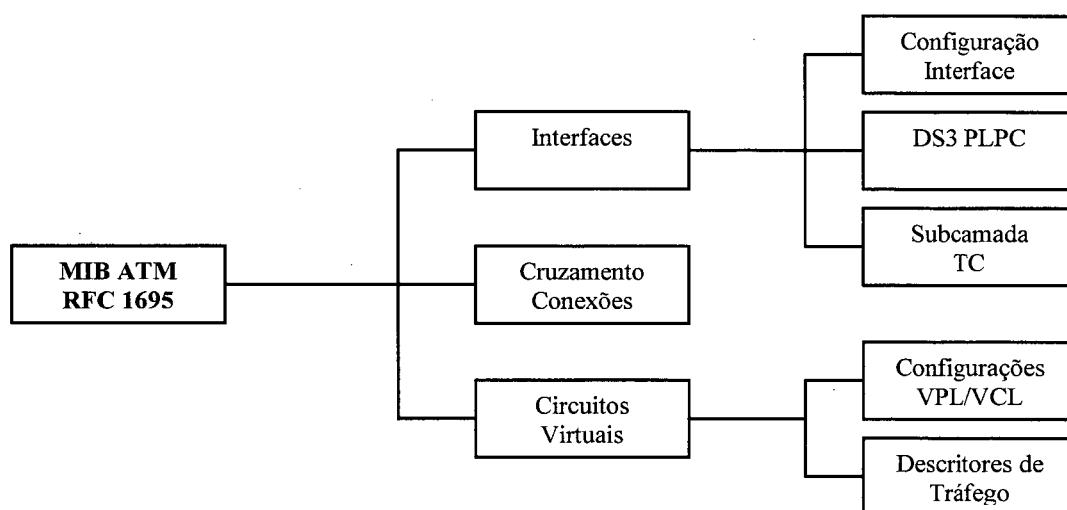 Configuração
Interface
Interfaces
DS3 PLPC
Subcamada
TC
MIB ATM
RFC 1695
Cruzamento
Conexões
Configurações
VPL/VCL
Circuitos
Virtuais
Descritores de
Tráfego